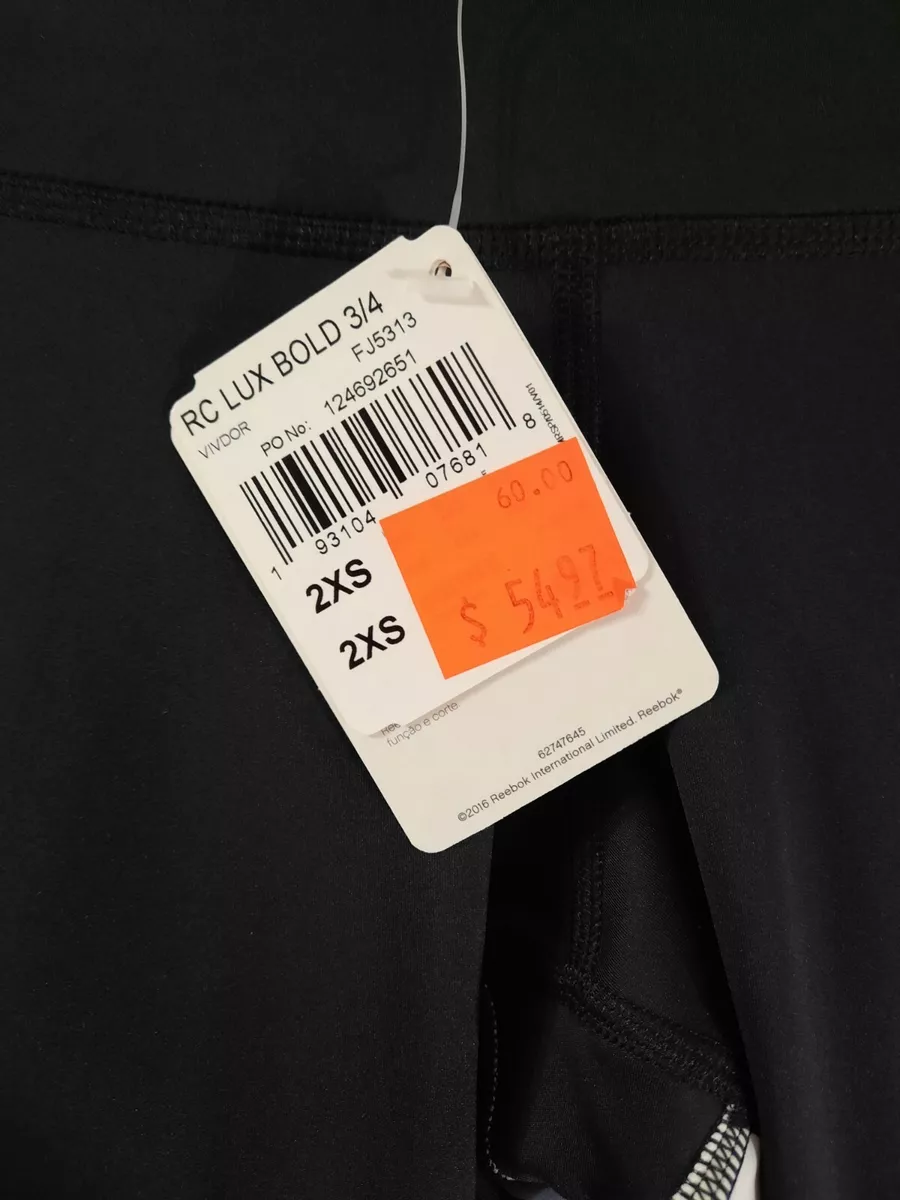 RC LUX BOLD 3/4
FJ5313
VIVDOR
PO No: 124692651
1 93104 07681 8
60.00
$ 54.97
2XS
2XS
função e corte
62747645
©2016 Reebok International Limited. Reebok®